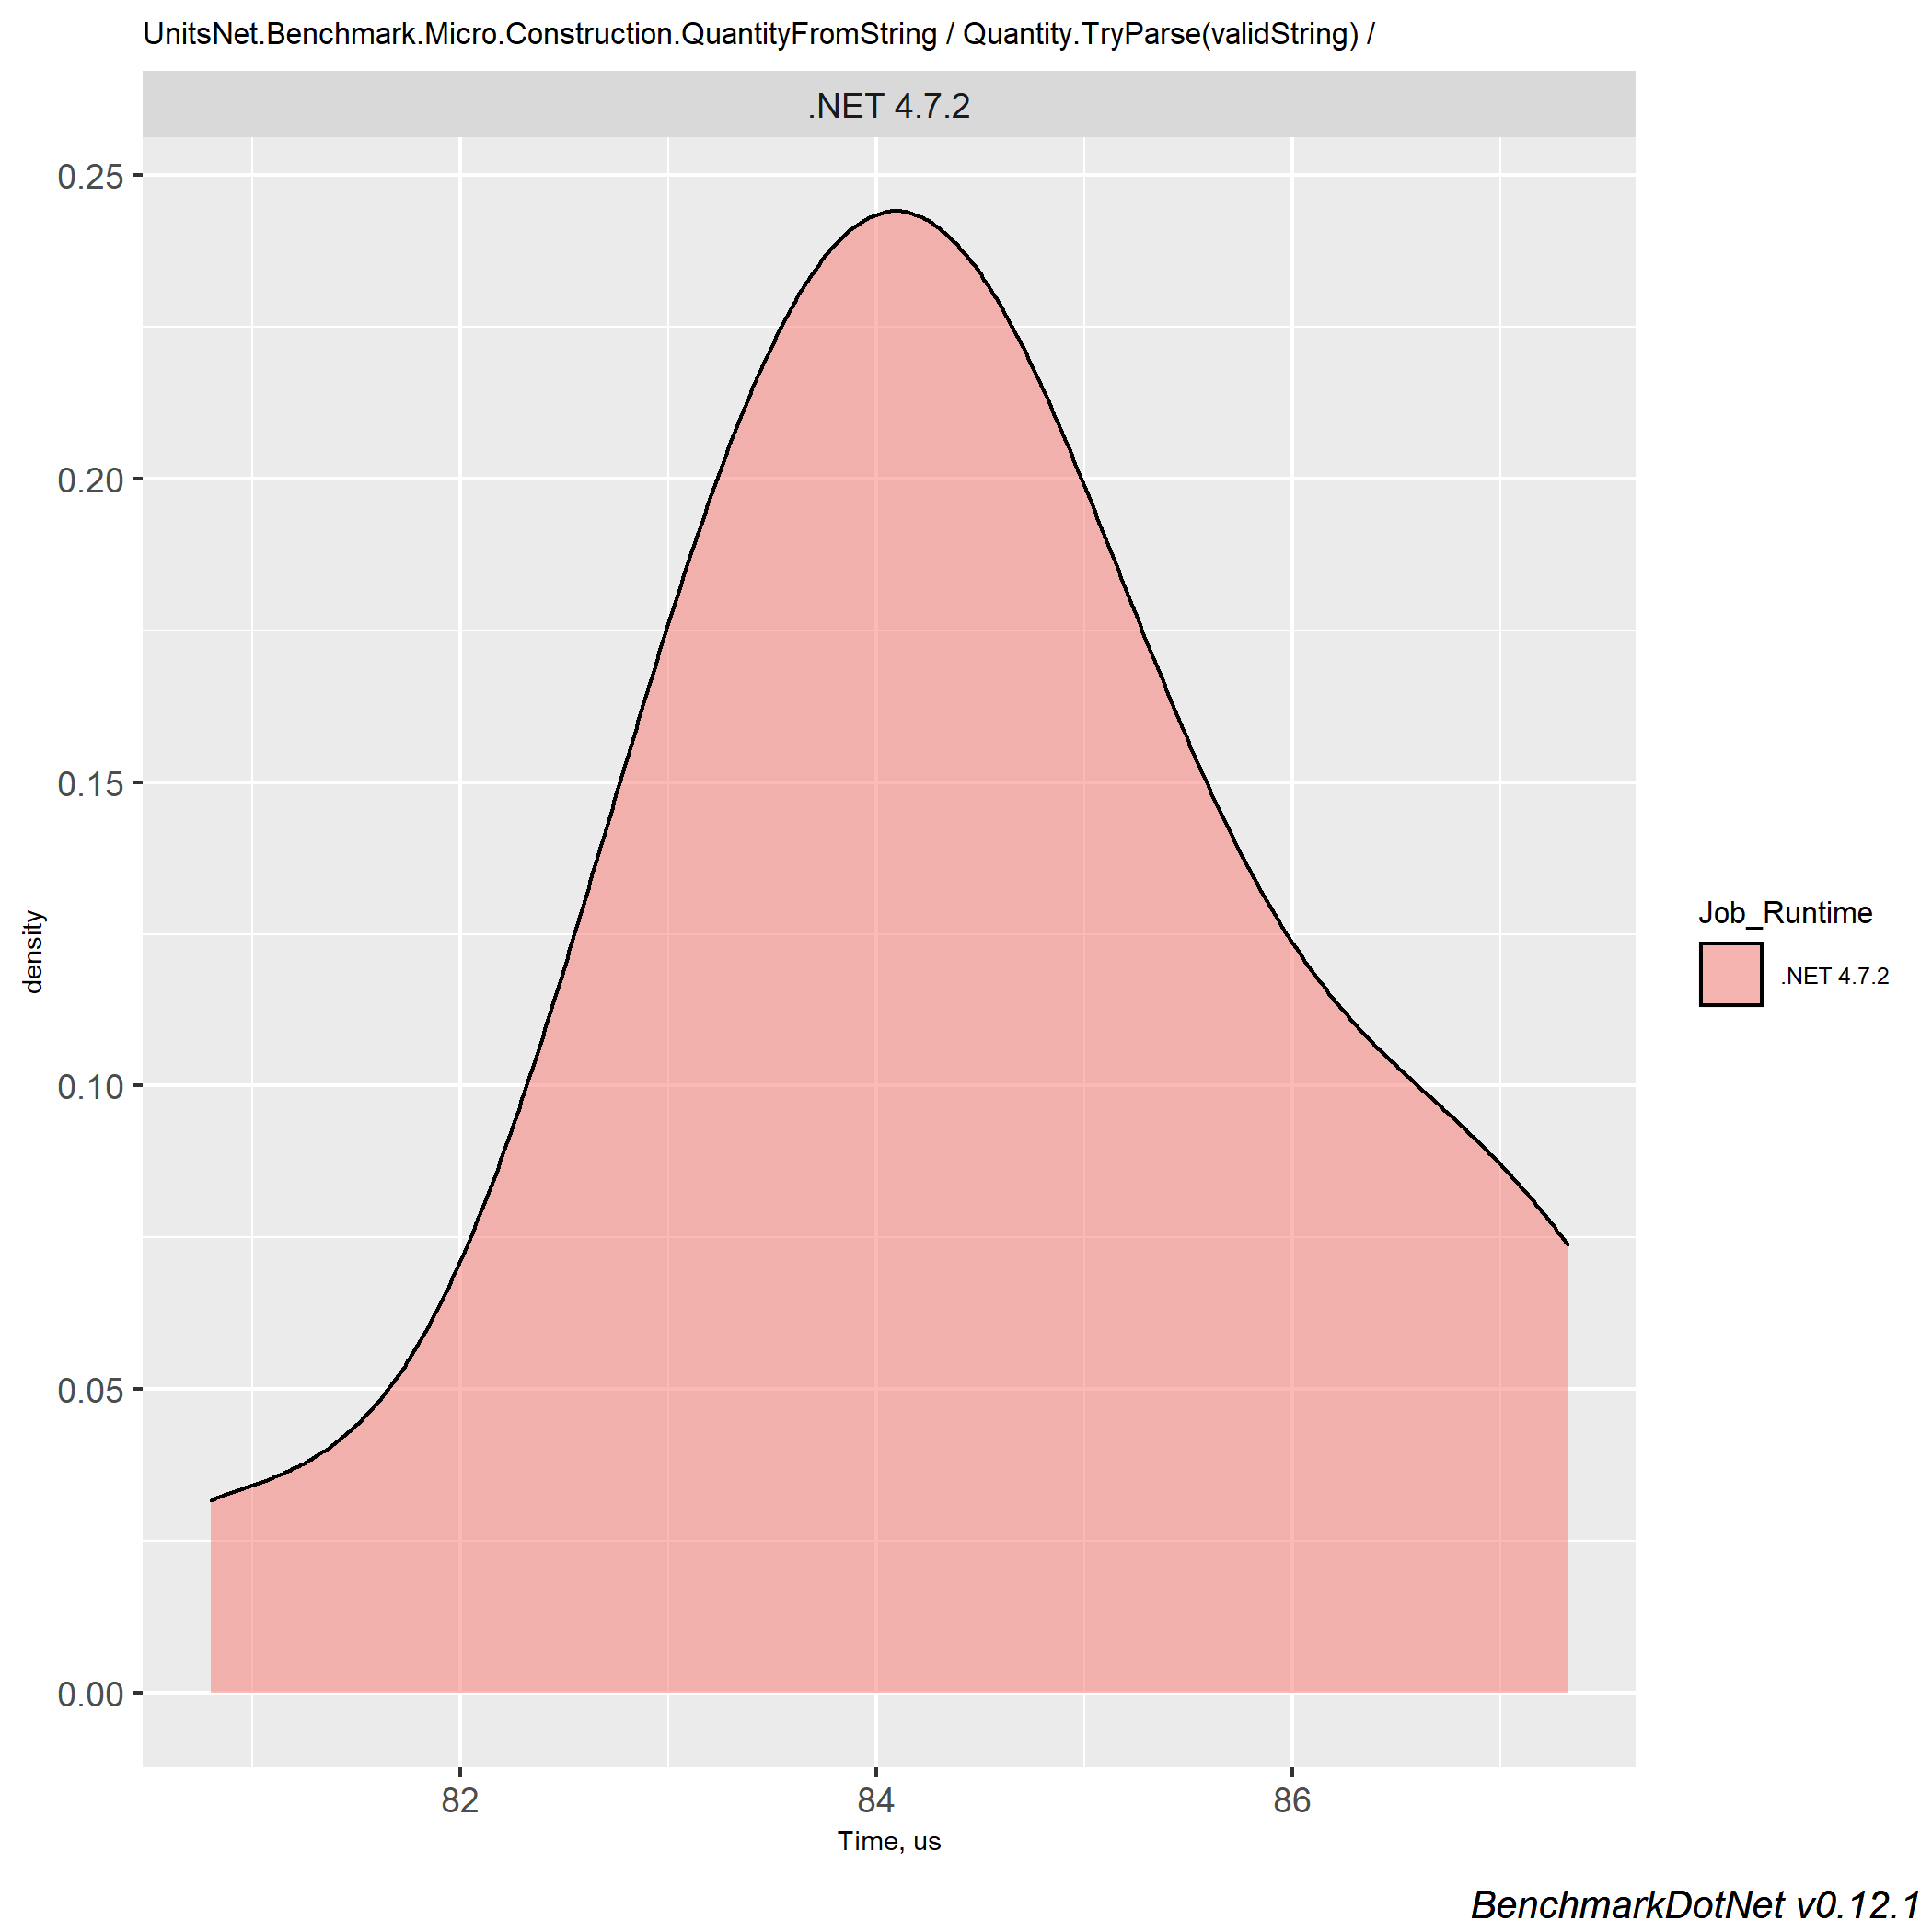 UnitsNet.Benchmark.Micro.Construction.QuantityFromString / Quantity.TryParse(validString) /
.NET 4.7.2
0.25
0.20
0.15
0.10
0.05
0.00
density
82 84 86
Time, us
Job_Runtime
.NET 4.7.2
BenchmarkDotNet v0.12.1